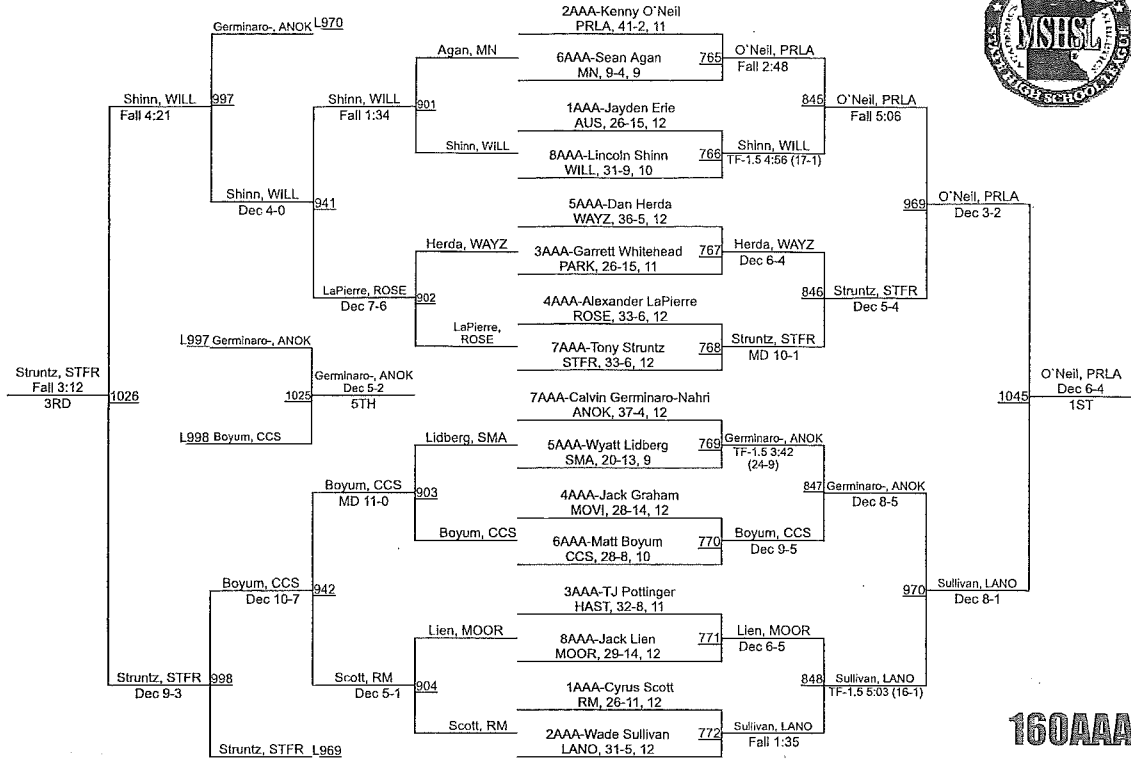 2AAA-Kenny O`Neil
PRLA, 41-2, 11
6AAA-Sean Agan
MN, 9-4, 9
765
1AAA-Jayden Erie
AUS, 26-15, 12
8AAA-Lincoln Shinn
WILL, 31-9, 10
766
5AAA-Dan Herda
WAYZ, 36-5, 12
3AAA-Garrett Whitehead
PARK, 26-15, 11
767
4AAA-Alexander LaPierre
ROSE, 33-6, 12
7AAA-Tony Struntz
STFR, 33-6, 12
768
7AAA-Calvin Germinaro-Nahri
ANOK, 37-4, 12
5AAA-Wyatt Lidberg
SMA, 20-13, 9
769
4AAA-Jack Graham
MOVI, 28-14, 12
6AAA-Matt Boyum
CCS, 28-8, 10
770
3AAA-TJ Pottinger
HAST, 32-8, 11
8AAA-Jack Lien
MOOR, 29-14, 12
771
1AAA-Cyrus Scott
RM, 26-11, 12
2AAA-Wade Sullivan
LANO, 31-5, 12
772
O`Neil, PRLA
Fall 2:48
845
Shinn, WILL
TF-1.5 4:56 (17-1)
Herda, WAYZ
Dec 6-4
846
Struntz, STFR
MD 10-1
Germinaro-, ANOK
TF-1.5 3:42
(24-9)
847
Boyum, CCS
Dec 9-5
Lien, MOOR
Dec 6-5
848
Sullivan, LANO
Fall 1:35
O`Neil, PRLA
Fall 5:06
969
Struntz, STFR
Dec 5-4
Germinaro-, ANOK
Dec 8-5
970
Sullivan, LANO
TF-1.5 5:03 (16-1)
O`Neil, PRLA
Dec 3-2
1045
Sullivan, LANO
Dec 8-1
O`Neil, PRLA
Dec 6-4
1ST
Agan, MN
901
Shinn, WILL
Herda, WAYZ
902
LaPierre,
ROSE
Lidberg, SMA
903
Boyum, CCS
Lien, MOOR
904
Scott, RM
Shinn, WILL
Fall 1:34
941
LaPierre, ROSE
Dec 7-6
Boyum, CCS
MD 11-0
942
Scott, RM
Dec 5-1
Germinaro-, ANOK L970
997
Shinn, WILL
Dec 4-0
Boyum, CCS
Dec 10-7
998
Struntz, STFR L969
Shinn, WILL
Fall 4:21
1026
Struntz, STFR
Dec 9-3
Struntz, STFR
Fall 3:12
3RD
L997 Germinaro-, ANOK
1025
L998 Boyum, CCS
Germinaro-, ANOK
Dec 5-2
5TH
MSHSL
HIGH SCHOOL LEAGUE
160AAA